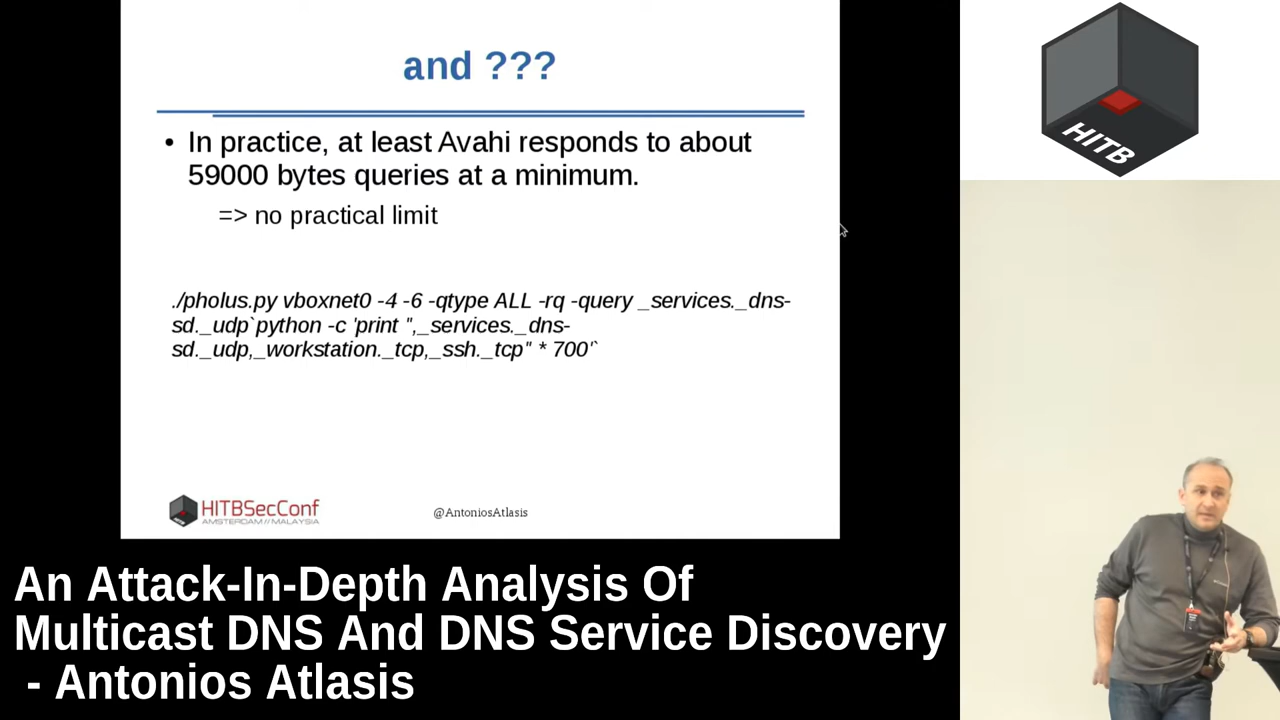 and ???
• In practice, at least Avahi responds to about
59000 bytes queries at a minimum.
=> no practical limit
./pholus.py vboxnet0 -4 -6 -qtype ALL -rq -query _services._dns-
sd._udp`python -c 'print ",_services._dns-
sd._udp,_workstation._tcp,_ssh._tcp" * 700'`
HITBSecConf
AMSTERDAM // MALAYSIA
HITB
@AntoniosAtlasis
HITB
An Attack-In-Depth Analysis Of
Multicast DNS And DNS Service Discovery
- Antonios Atlasis